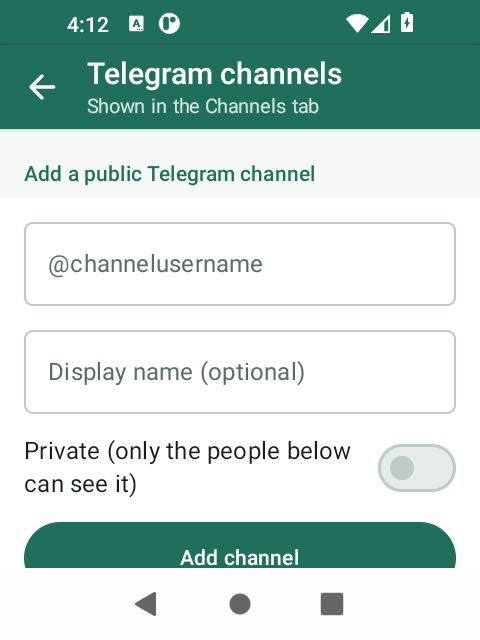 4:12
Telegram channels
Shown in the Channels tab
Add a public Telegram channel
@channelusername
Display name (optional)
Private (only the people below
can see it)
Add channel